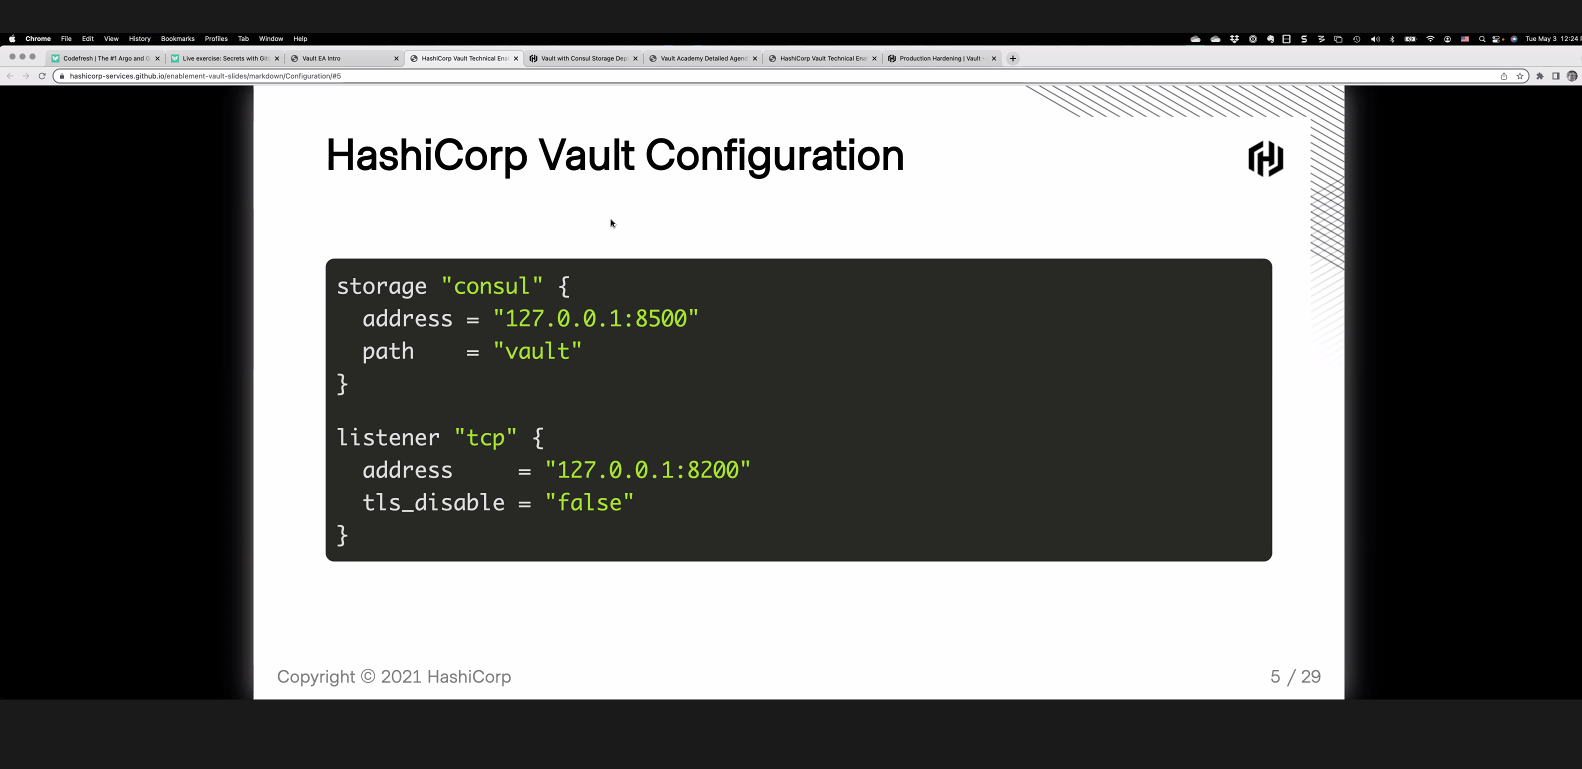 Chrome File Edit View History Bookmarks Profiles Tab Window Help
Tue May 3 12:24
Codefresh | The #1 Argo and G
Live exercise: Secrets with Git
Vault EA Intro
HashiCorp Vault Technical Ena
Vault with Consul Storage Dep
Vault Academy Detailed Agen
HashiCorp Vault Technical Ena
Production Hardening | Vault -
hashicorp-services.github.io/enablement-vault-slides/markdown/Configuration/#5
HashiCorp Vault Configuration
storage "consul" {
  address = "127.0.0.1:8500"
  path    = "vault"
}
listener "tcp" {
  address     = "127.0.0.1:8200"
  tls_disable = "false"
}
Copyright © 2021 HashiCorp
5 / 29